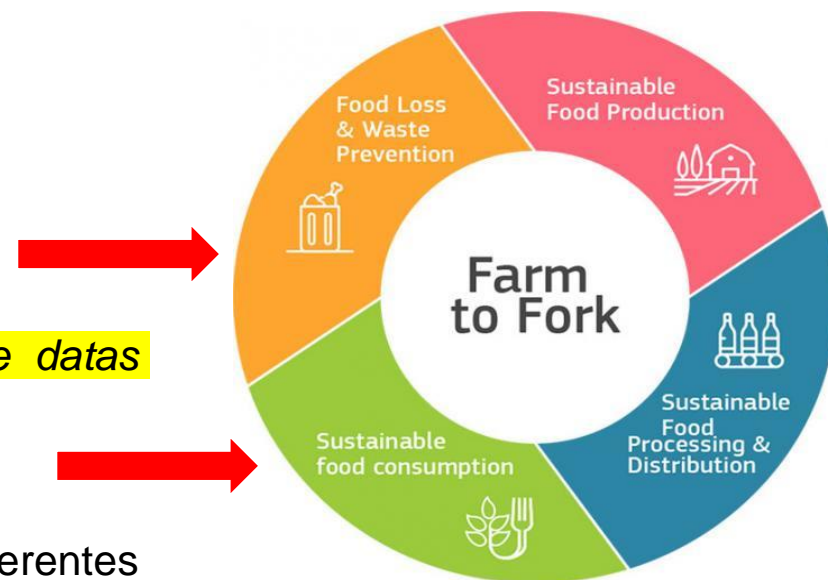 Food Loss
& Waste
Prevention
Sustainable
Food Production
Farm
to Fork
e datas
Sustainable
Food
Processing &
Distribution
Sustainable
food consumption
erentes